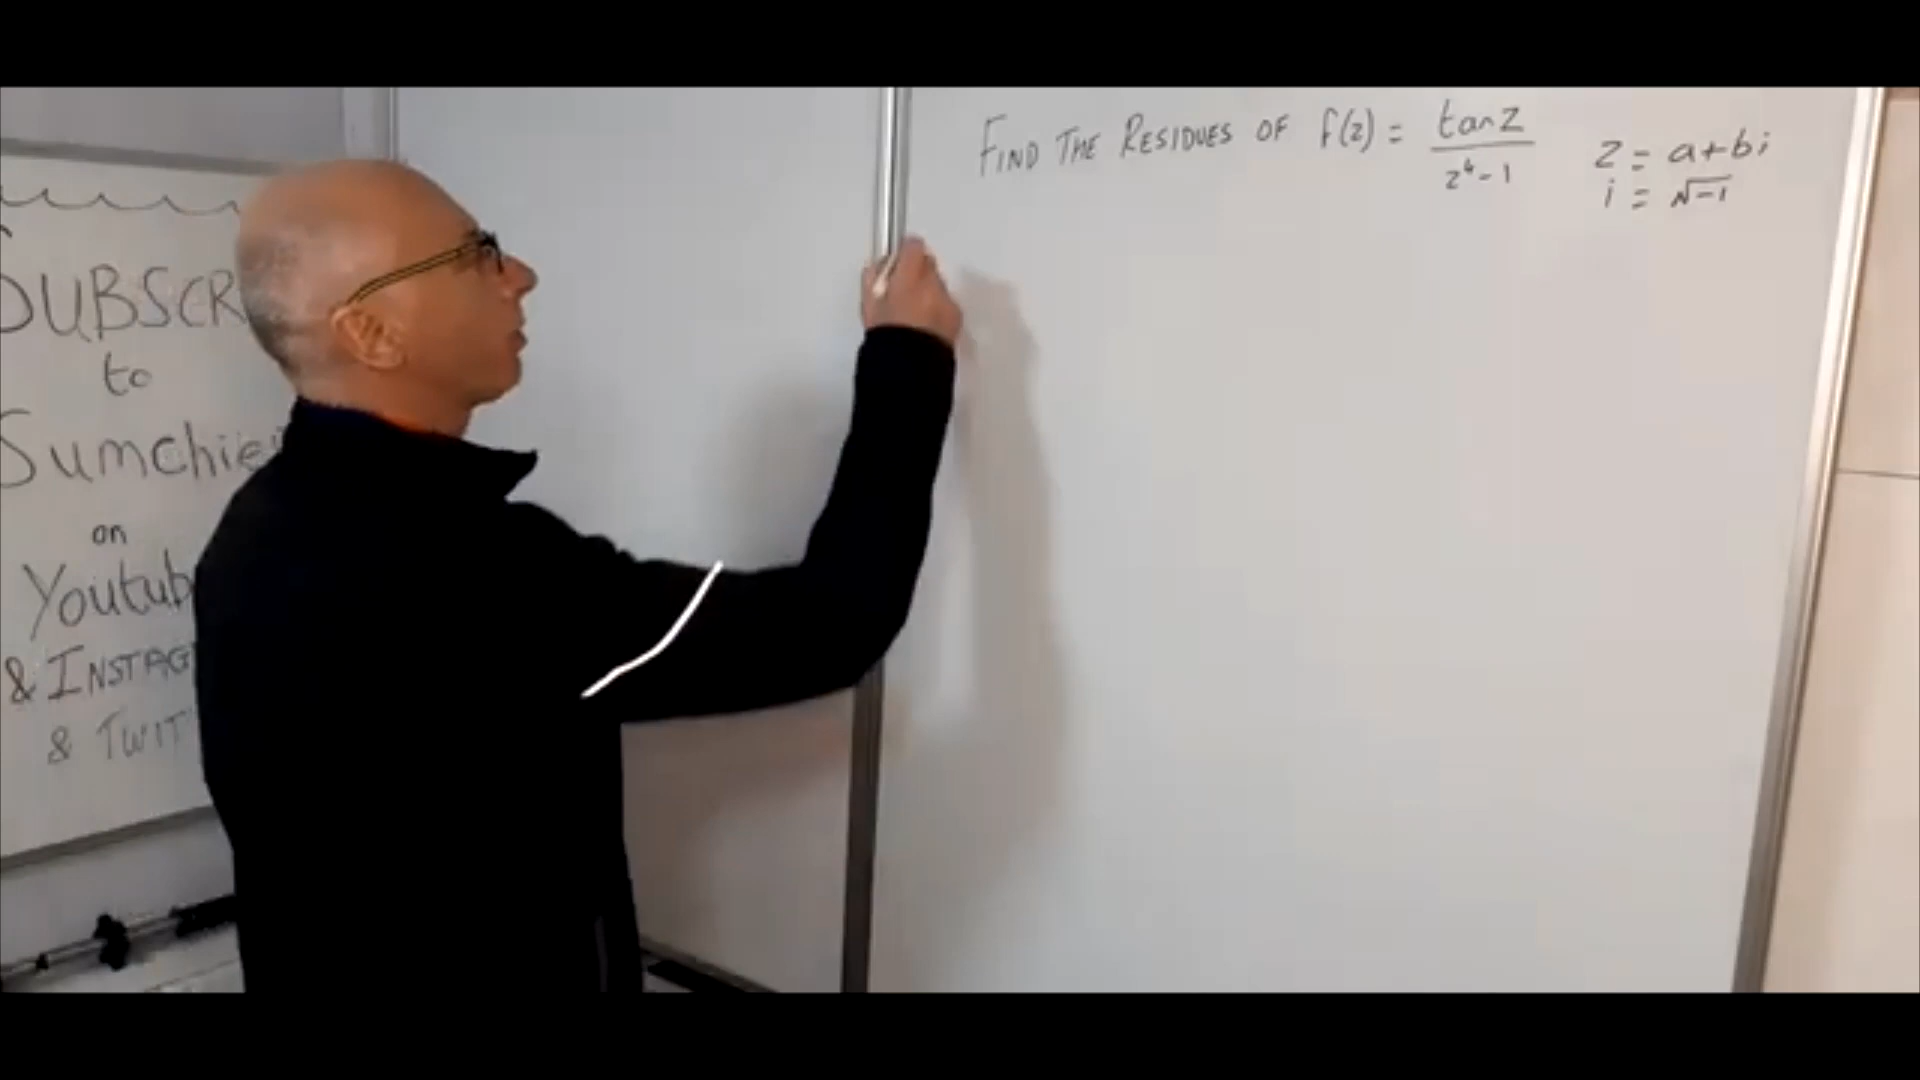 SUBSCR
to
Sumchie
on
Youtub
& INSTAG
& TWIT
FIND THE RESIDUES OF f(z) = tan z / z⁴ - 1
z = a+bi
i = √-1